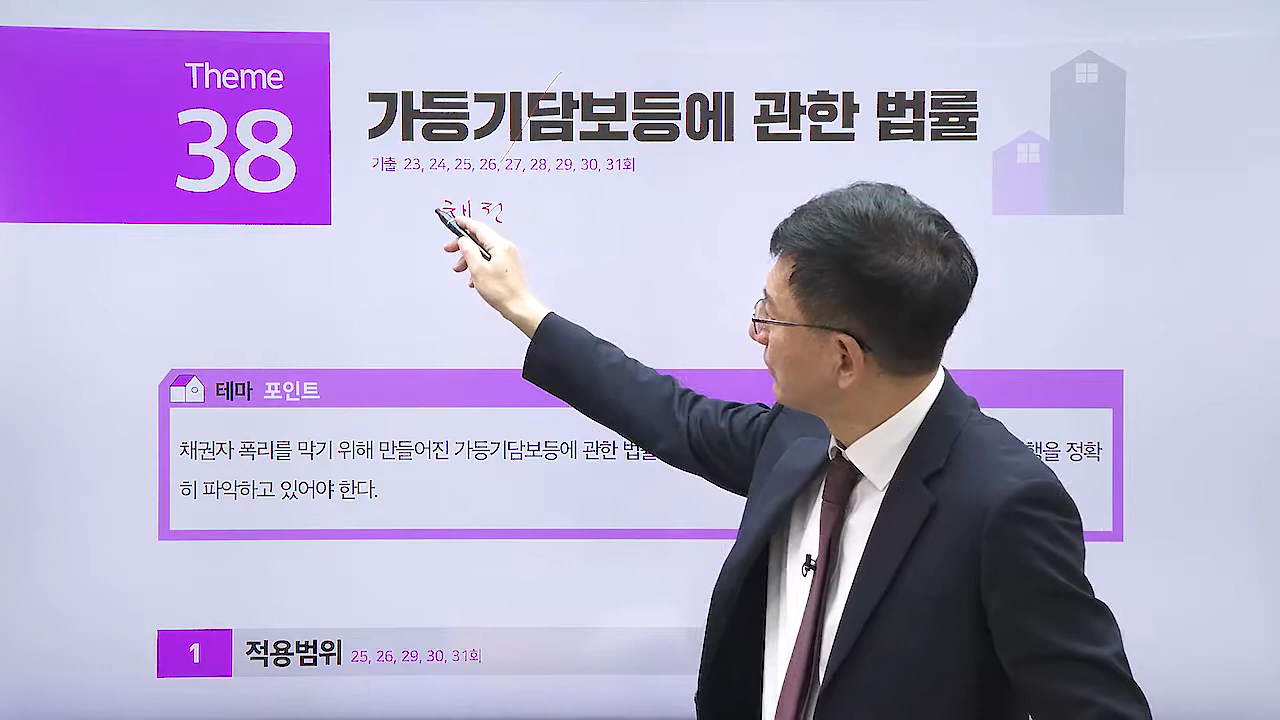 Theme
38
가등기담보등에 관한 법률
기출 23, 24, 25, 26, 27, 28, 29, 30, 31회
테마 포인트
채권자 폭리를 막기 위해 만들어진 가등기담보등에 관한 법률 정확
히 파악하고 있어야 한다.
1 적용범위 25, 26, 29, 30, 31회